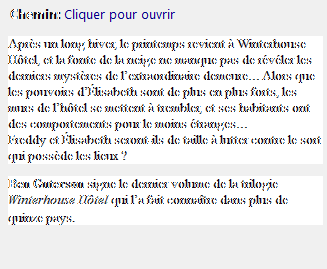 Chemin: Cliquer pour ouvrir
Après un long hiver, le printemps revient à Winterhouse
Hôtel, et la fonte de la neige ne manque pas de révéler les
derniers mystères de l'extraordinaire demeure… Alors que
les pouvoirs d'Élisabeth sont de plus en plus forts, les
murs de l'hôtel se mettent à trembler, et ses habitants ont
des comportements pour le moins étranges…
Freddy et Élisabeth seront-ils de taille à lutter contre le sort
qui possède les lieux ?
Ben Guterson signe le dernier volume de la trilogie
Winterhouse Hôtel qui l'a fait connaître dans plus de
quinze pays.